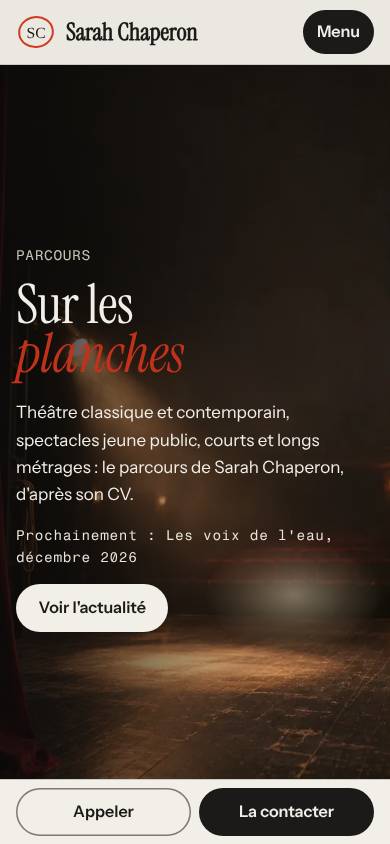 SC
Sarah Chaperon
Menu
PARCOURS
Sur les
planches
Théâtre classique et contemporain,
spectacles jeune public, courts et longs
métrages : le parcours de Sarah Chaperon,
d'après son CV.
Prochainement : Les voix de l'eau,
décembre 2026
Voir l'actualité
Appeler
La contacter